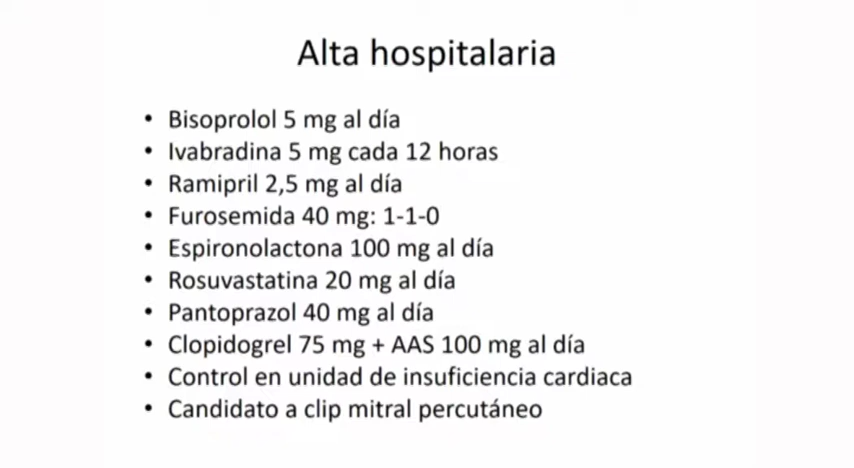 Alta hospitalaria
• Bisoprolol 5 mg al día
• Ivabradina 5 mg cada 12 horas
• Ramipril 2,5 mg al día
• Furosemida 40 mg: 1-1-0
• Espironolactona 100 mg al día
• Rosuvastatina 20 mg al día
• Pantoprazol 40 mg al día
• Clopidogrel 75 mg + AAS 100 mg al día
• Control en unidad de insuficiencia cardiaca
• Candidato a clip mitral percutáneo